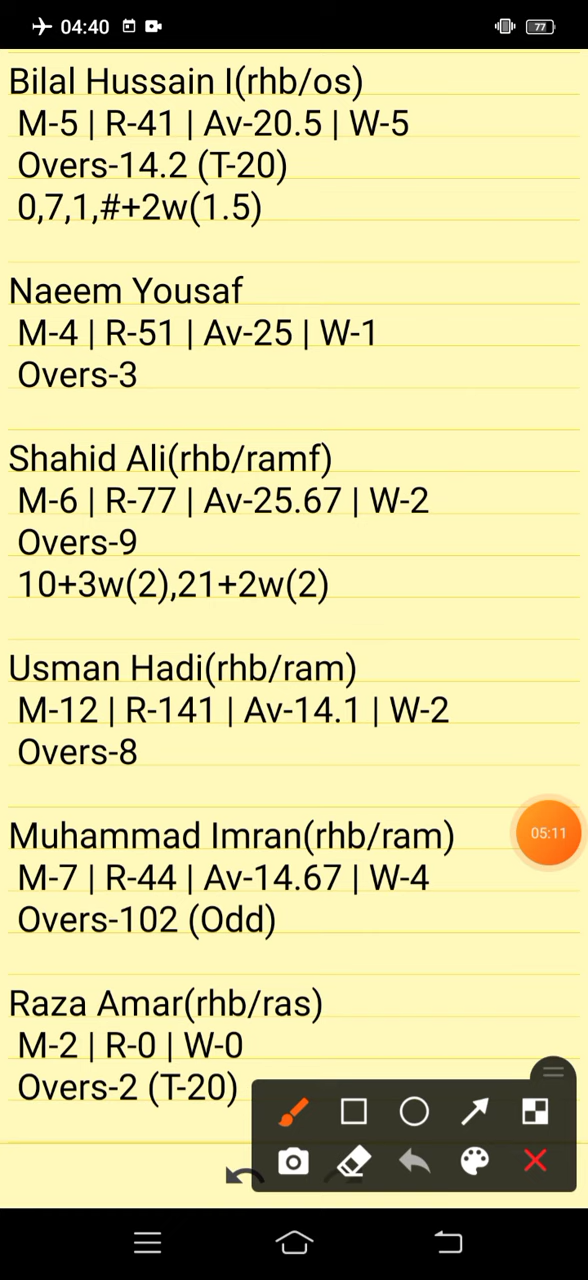 04:40
77
Bilal Hussain I(rhb/os)
M-5 | R-41 | Av-20.5 | W-5
Overs-14.2 (T-20)
0,7,1,#+2w(1.5)
Naeem Yousaf
M-4 | R-51 | Av-25 | W-1
Overs-3
Shahid Ali(rhb/ramf)
M-6 | R-77 | Av-25.67 | W-2
Overs-9
10+3w(2),21+2w(2)
Usman Hadi(rhb/ram)
M-12 | R-141 | Av-14.1 | W-2
Overs-8
05:11
Muhammad Imran(rhb/ram)
M-7 | R-44 | Av-14.67 | W-4
Overs-102 (Odd)
Raza Amar(rhb/ras)
M-2 | R-0 | W-0
Overs-2 (T-20)